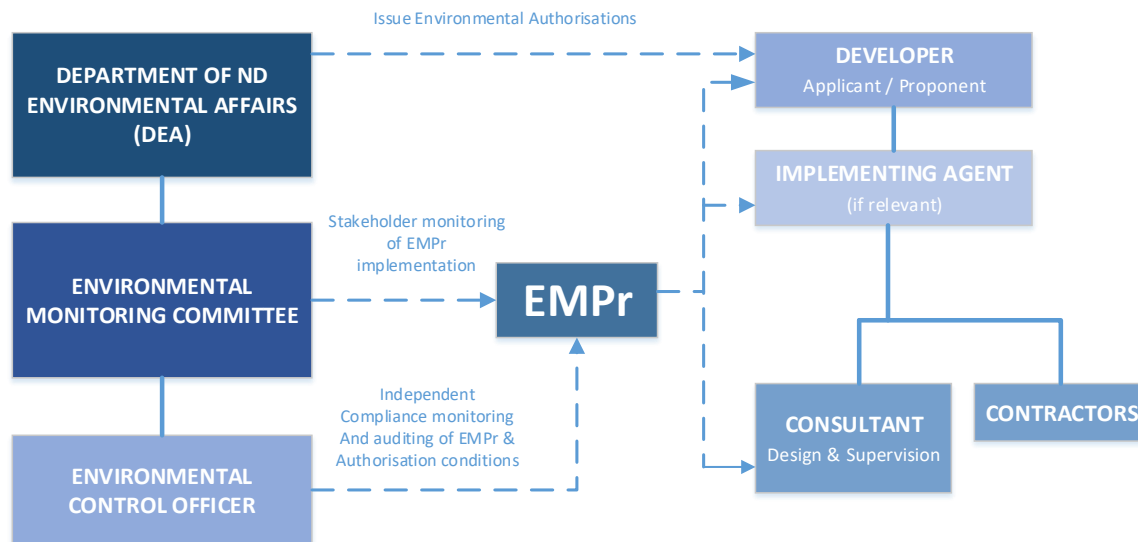 Issue Environmental Authorisations
DEPARTMENT OF ND
ENVIRONMENTAL AFFAIRS
(DEA)
DEVELOPER
Applicant / Proponent
IMPLEMENTING AGENT
(if relevant)
Stakeholder monitoring
of EMPr
implementation
ENVIRONMENTAL
MONITORING COMMITTEE
EMPr
Independent
Compliance monitoring
And auditing of EMPr &
Authorisation conditions
CONSULTANT
Design & Supervision
CONTRACTORS
ENVIRONMENTAL
CONTROL OFFICER